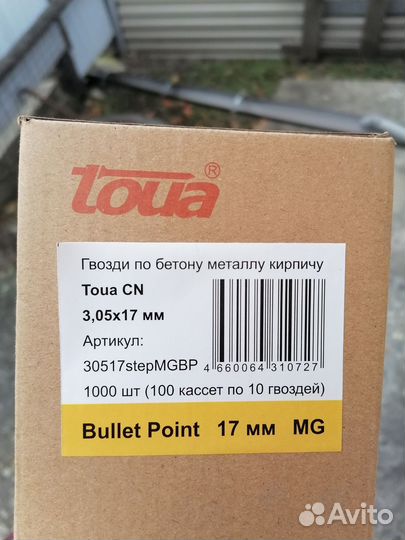 toua®
Гвозди по бетону металлу кирпичу
Toua CN
3,05x17 мм
Артикул:
30517stepMGBP
4 660064 310727
1000 шт (100 кассет по 10 гвоздей)
Bullet Point 17 мм MG
Avito